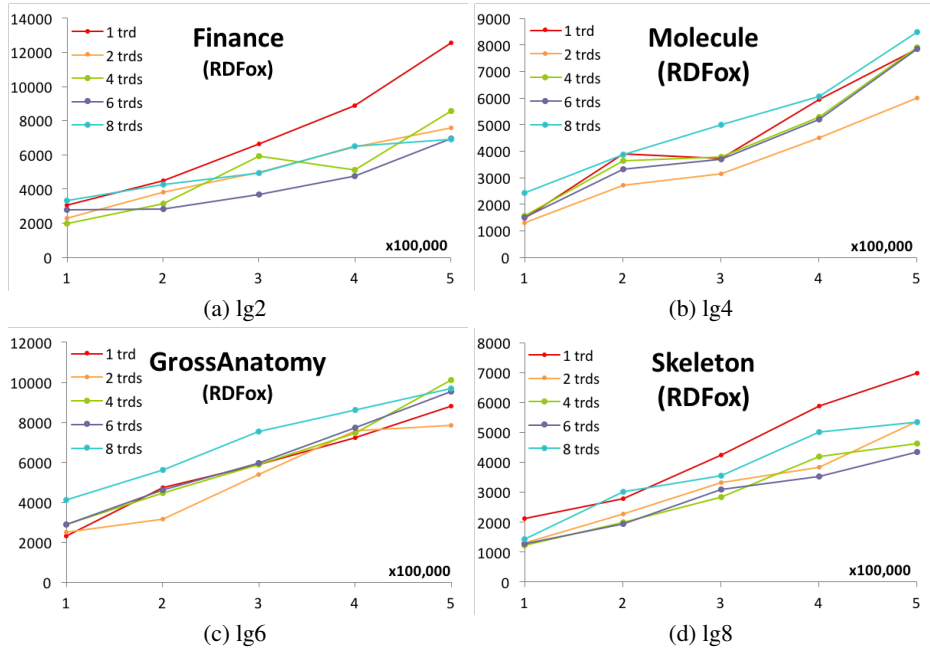 14000
12000
10000
8000
6000
4000
2000
0
1 trd
2 trds
4 trds
6 trds
8 trds
Finance
(RDFox)
x100,000
1 2 3 4 5
(a) lg2
9000
8000
7000
6000
5000
4000
3000
2000
1000
0
1 trd
2 trds
4 trds
6 trds
8 trds
Molecule
(RDFox)
x100,000
1 2 3 4 5
(b) lg4
12000
10000
8000
6000
4000
2000
0
1 trd
2 trds
4 trds
6 trds
8 trds
GrossAnatomy
(RDFox)
x100,000
1 2 3 4 5
(c) lg6
8000
7000
6000
5000
4000
3000
2000
1000
0
1 trd
2 trds
4 trds
6 trds
8 trds
Skeleton
(RDFox)
x100,000
1 2 3 4 5
(d) lg8